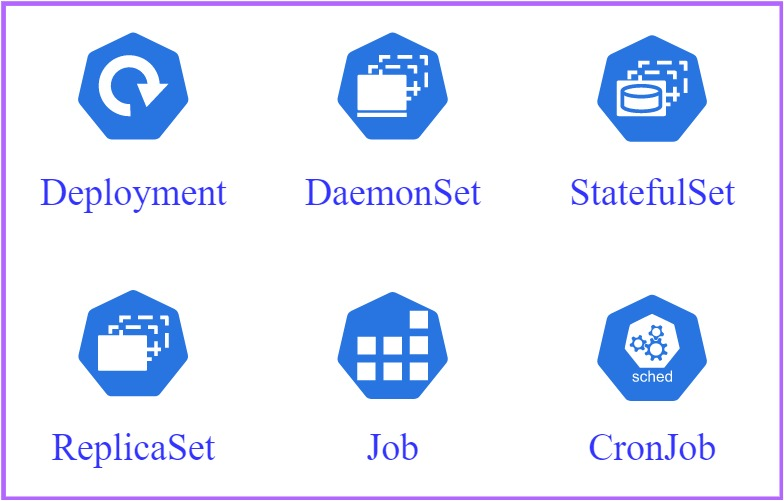 Deployment
DaemonSet
StatefulSet
ReplicaSet
Job
sched
CronJob